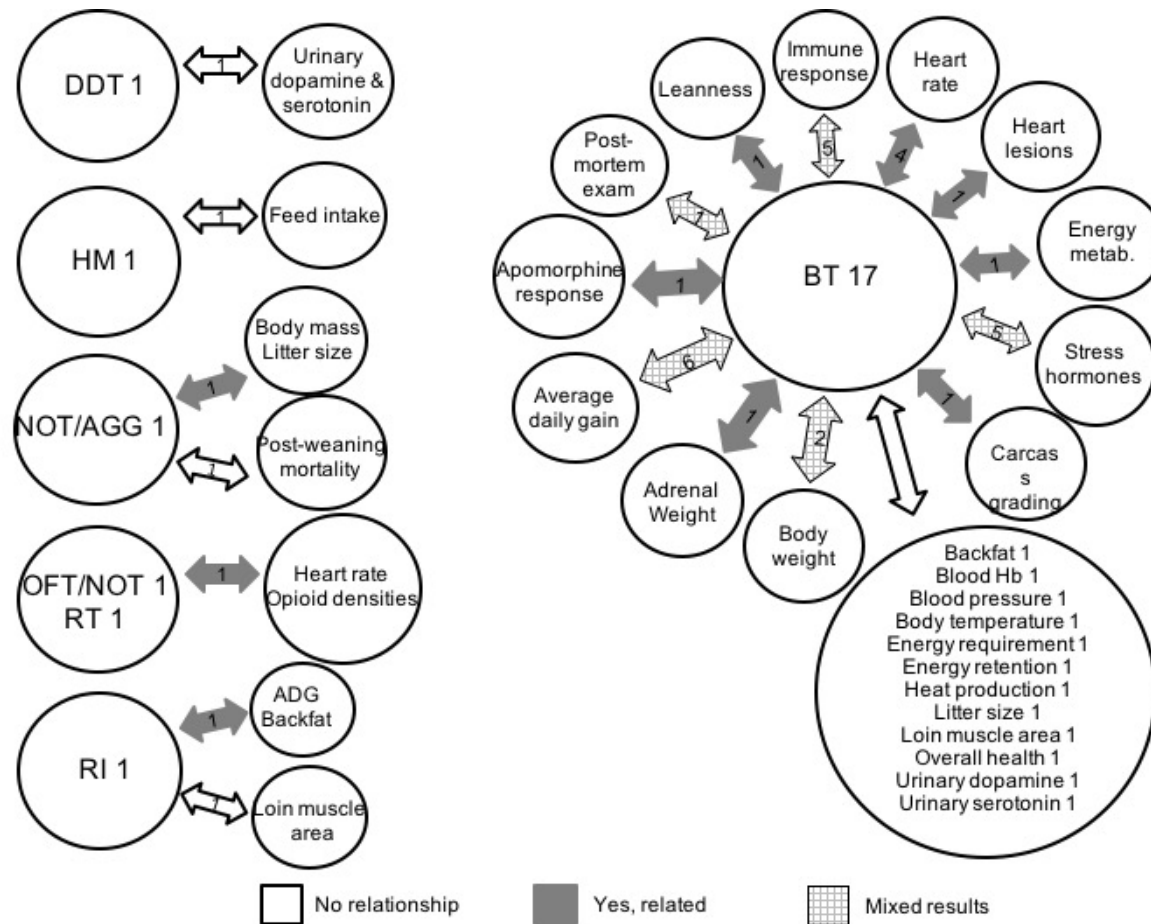 DDT 1
1
Urinary
dopamine &
serotonin
HM 1
1
Feed intake
NOT/AGG 1
1
Body mass
Litter size
1
Post-weaning
mortality
OFT/NOT 1
RT 1
1
Heart rate
Opioid densities
RI 1
1
ADG
Backfat
1
Loin muscle
area
BT 17
Leanness
1
Immune
response
5
Heart
rate
4
Heart
lesions
1
Energy
metab.
1
Stress
hormones
5
Carcas
s
grading
1
Post-
mortem
exam
1
Apomorphine
response
1
Average
daily gain
6
Adrenal
Weight
1
Body
weight
2
Backfat 1
Blood Hb 1
Blood pressure 1
Body temperature 1
Energy requirement 1
Energy retention 1
Heat production 1
Litter size 1
Loin muscle area 1
Overall health 1
Urinary dopamine 1
Urinary serotonin 1
No relationship
Yes, related
Mixed results